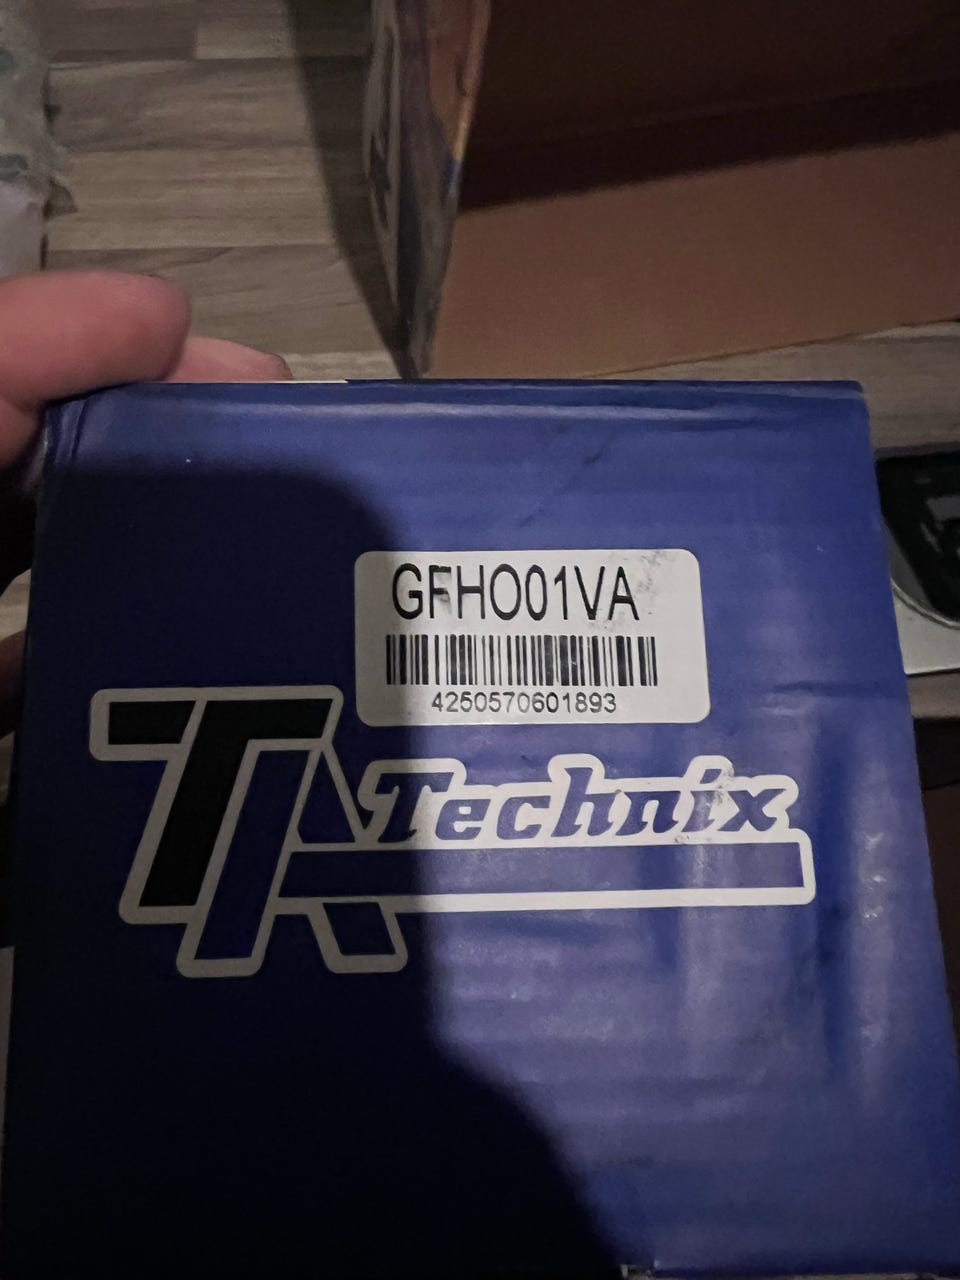 GFHO01VA
4250570601893
TA Technix